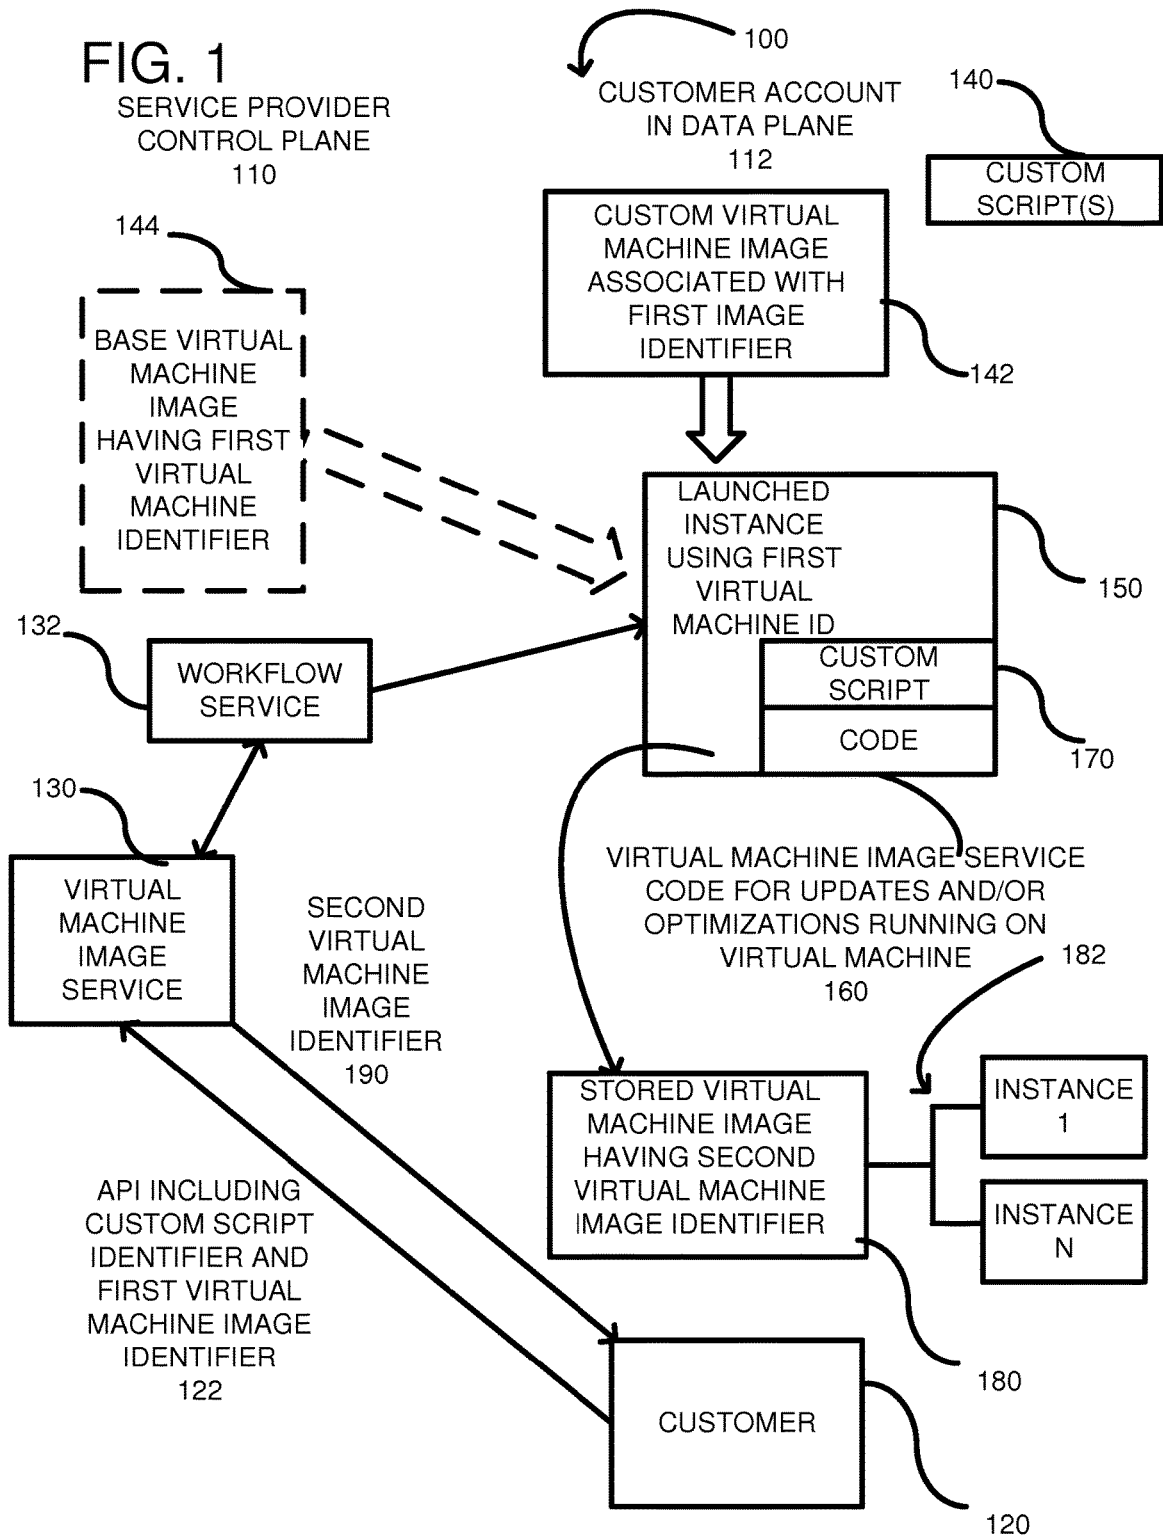 FIG. 1
100
SERVICE PROVIDER
CONTROL PLANE
110
CUSTOMER ACCOUNT
IN DATA PLANE
112
140
CUSTOM
SCRIPT(S)
144
CUSTOM VIRTUAL
MACHINE IMAGE
ASSOCIATED WITH
FIRST IMAGE
IDENTIFIER
142
BASE VIRTUAL
MACHINE
IMAGE
HAVING FIRST
VIRTUAL
MACHINE
IDENTIFIER
LAUNCHED
INSTANCE
USING FIRST
VIRTUAL
MACHINE ID
150
132
WORKFLOW
SERVICE
CUSTOM
SCRIPT
CODE
170
130
VIRTUAL
MACHINE
IMAGE
SERVICE
SECOND
VIRTUAL
MACHINE
IMAGE
IDENTIFIER
190
VIRTUAL MACHINE IMAGE SERVICE
CODE FOR UPDATES AND/OR
OPTIMIZATIONS RUNNING ON
VIRTUAL MACHINE
160
182
STORED VIRTUAL
MACHINE IMAGE
HAVING SECOND
VIRTUAL MACHINE
IMAGE IDENTIFIER
INSTANCE
1
INSTANCE
N
180
API INCLUDING
CUSTOM SCRIPT
IDENTIFIER AND
FIRST VIRTUAL
MACHINE IMAGE
IDENTIFIER
122
CUSTOMER
120